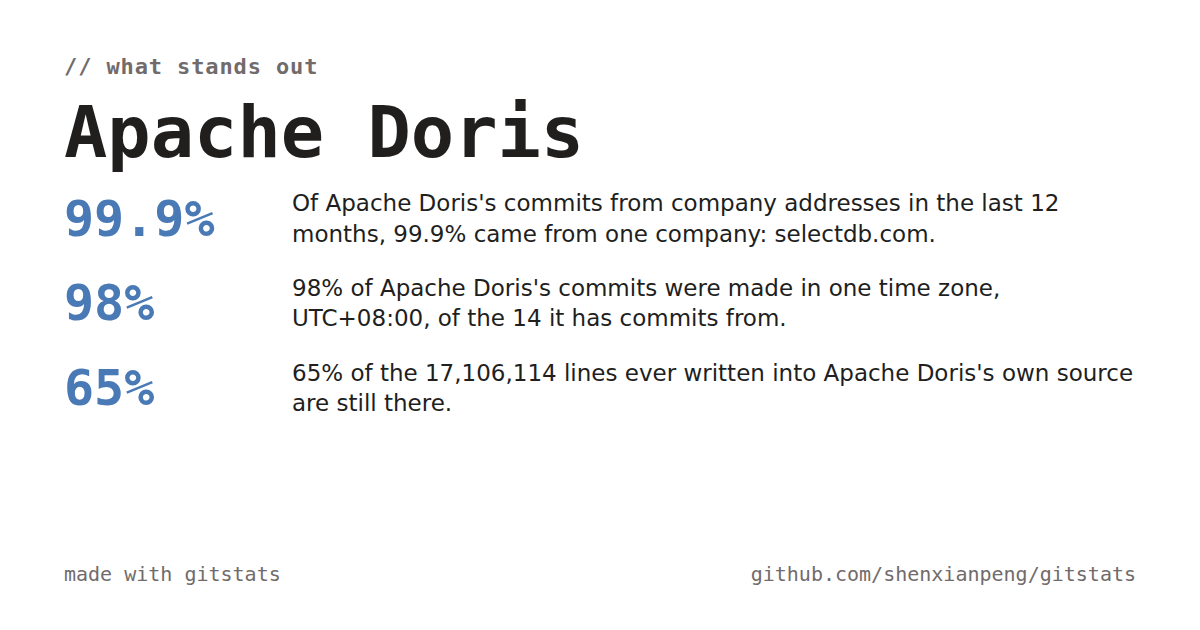 // what stands out
Apache Doris
99.9%
Of Apache Doris's commits from company addresses in the last 12
months, 99.9% came from one company: selectdb.com.
98%
98% of Apache Doris's commits were made in one time zone,
UTC+08:00, of the 14 it has commits from.
65%
65% of the 17,106,114 lines ever written into Apache Doris's own source
are still there.
made with gitstats
github.com/shenxianpeng/gitstats